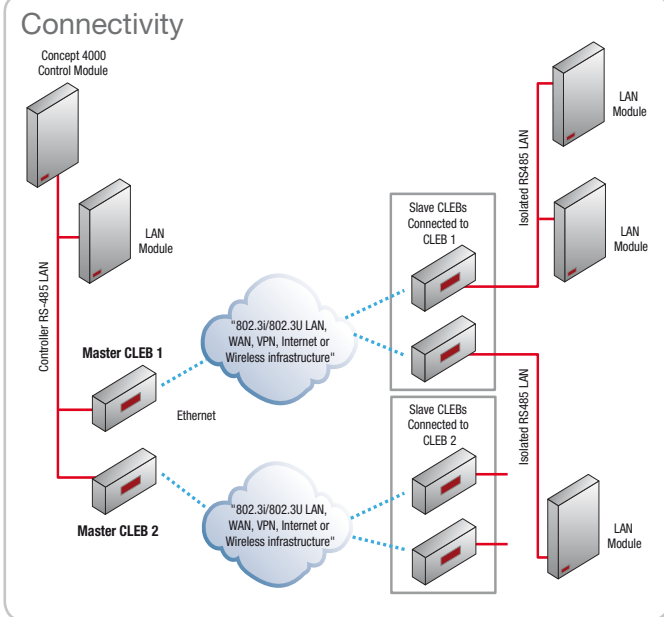 Connectivity
Concept 4000
Control Module
LAN
Module
Controller RS-485 LAN
Master CLEB 1
Ethernet
Master CLEB 2
"802.3i/802.3U LAN,
WAN, VPN, Internet or
Wireless infrastructure"
"802.3i/802.3U LAN,
WAN, VPN, Internet or
Wireless infrastructure"
Slave CLEBs
Connected to
CLEB 1
Slave CLEBs
Connected to
CLEB 2
Isolated RS485 LAN
LAN
Module
LAN
Module
Isolated RS485 LAN
LAN
Module